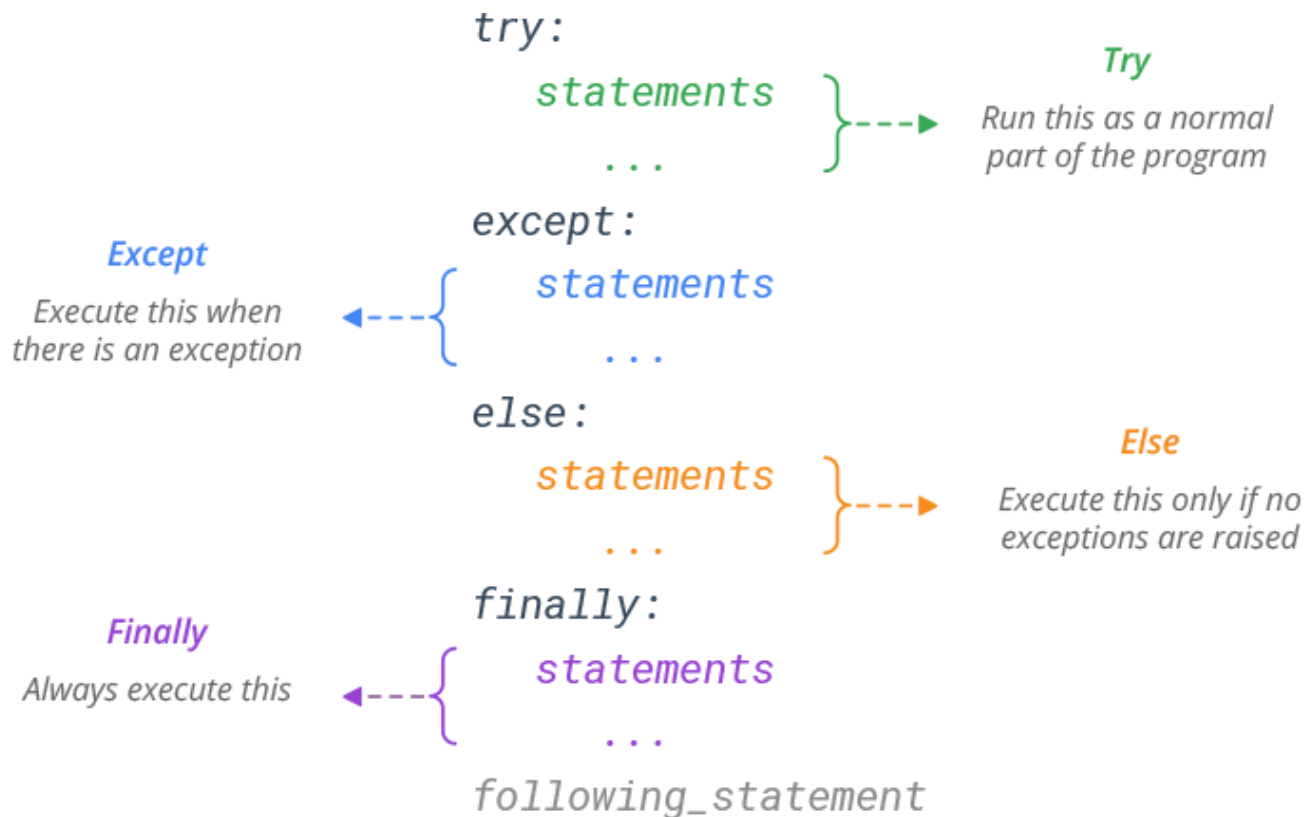 try:
statements
...
Try
Run this as a normal
part of the program
except:
statements
...
Except
Execute this when
there is an exception
else:
statements
...
Else
Execute this only if no
exceptions are raised
finally:
statements
...
Finally
Always execute this
following_statement